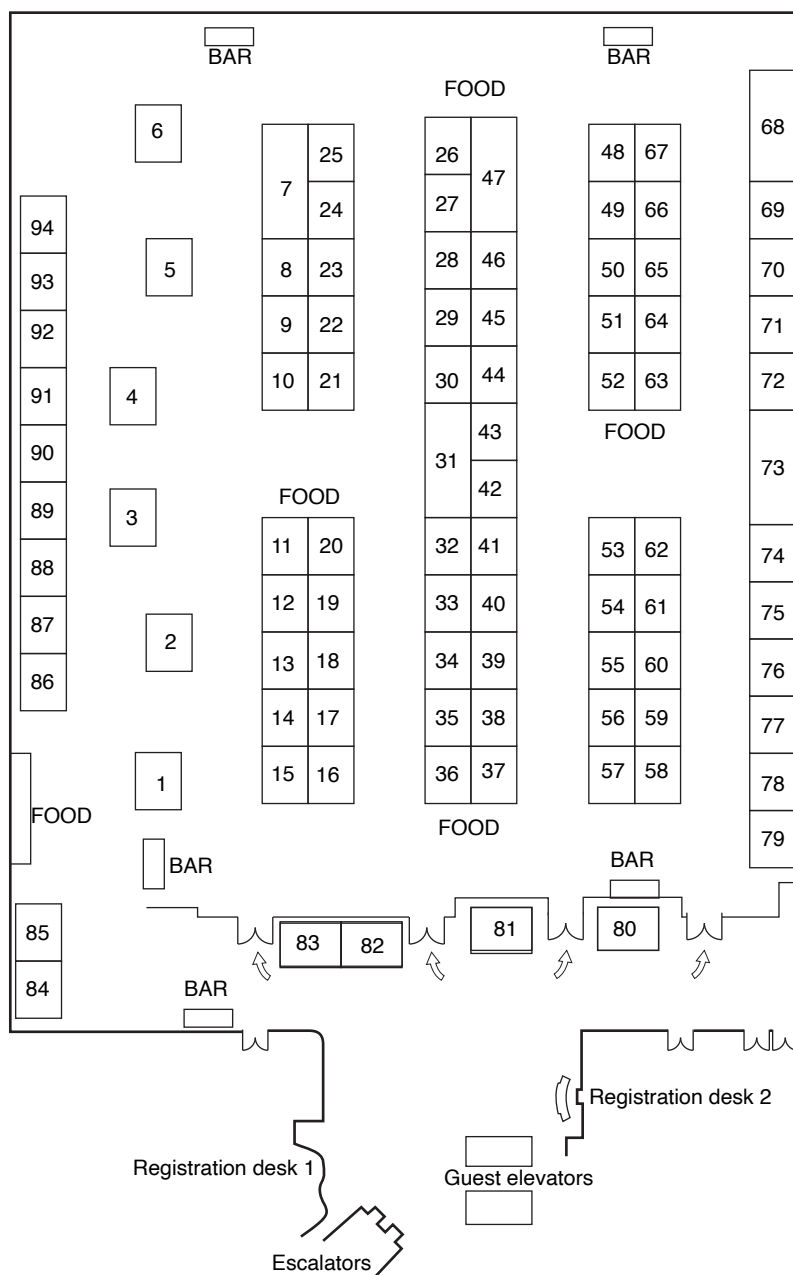 BAR BAR
FOOD
6 25 26 48 67 68
7 47
24 27 49 66 69
94
5 8 23 28 46 50 65 70
93
92 9 22 29 45 51 64 71
91 4 10 21 30 44 52 63 72
43 FOOD
90 31 73
42
89 3 FOOD
11 20 32 41 53 62 74
88
87 12 19 33 40 54 61 75
2
86 13 18 34 39 55 60 76
14 17 35 38 56 59 77
1 15 16 36 37 57 58 78
FOOD FOOD
79
BAR BAR
85 83 82 81 80
84 BAR
Registration desk 2
Registration desk 1 Guest elevators
Escalators